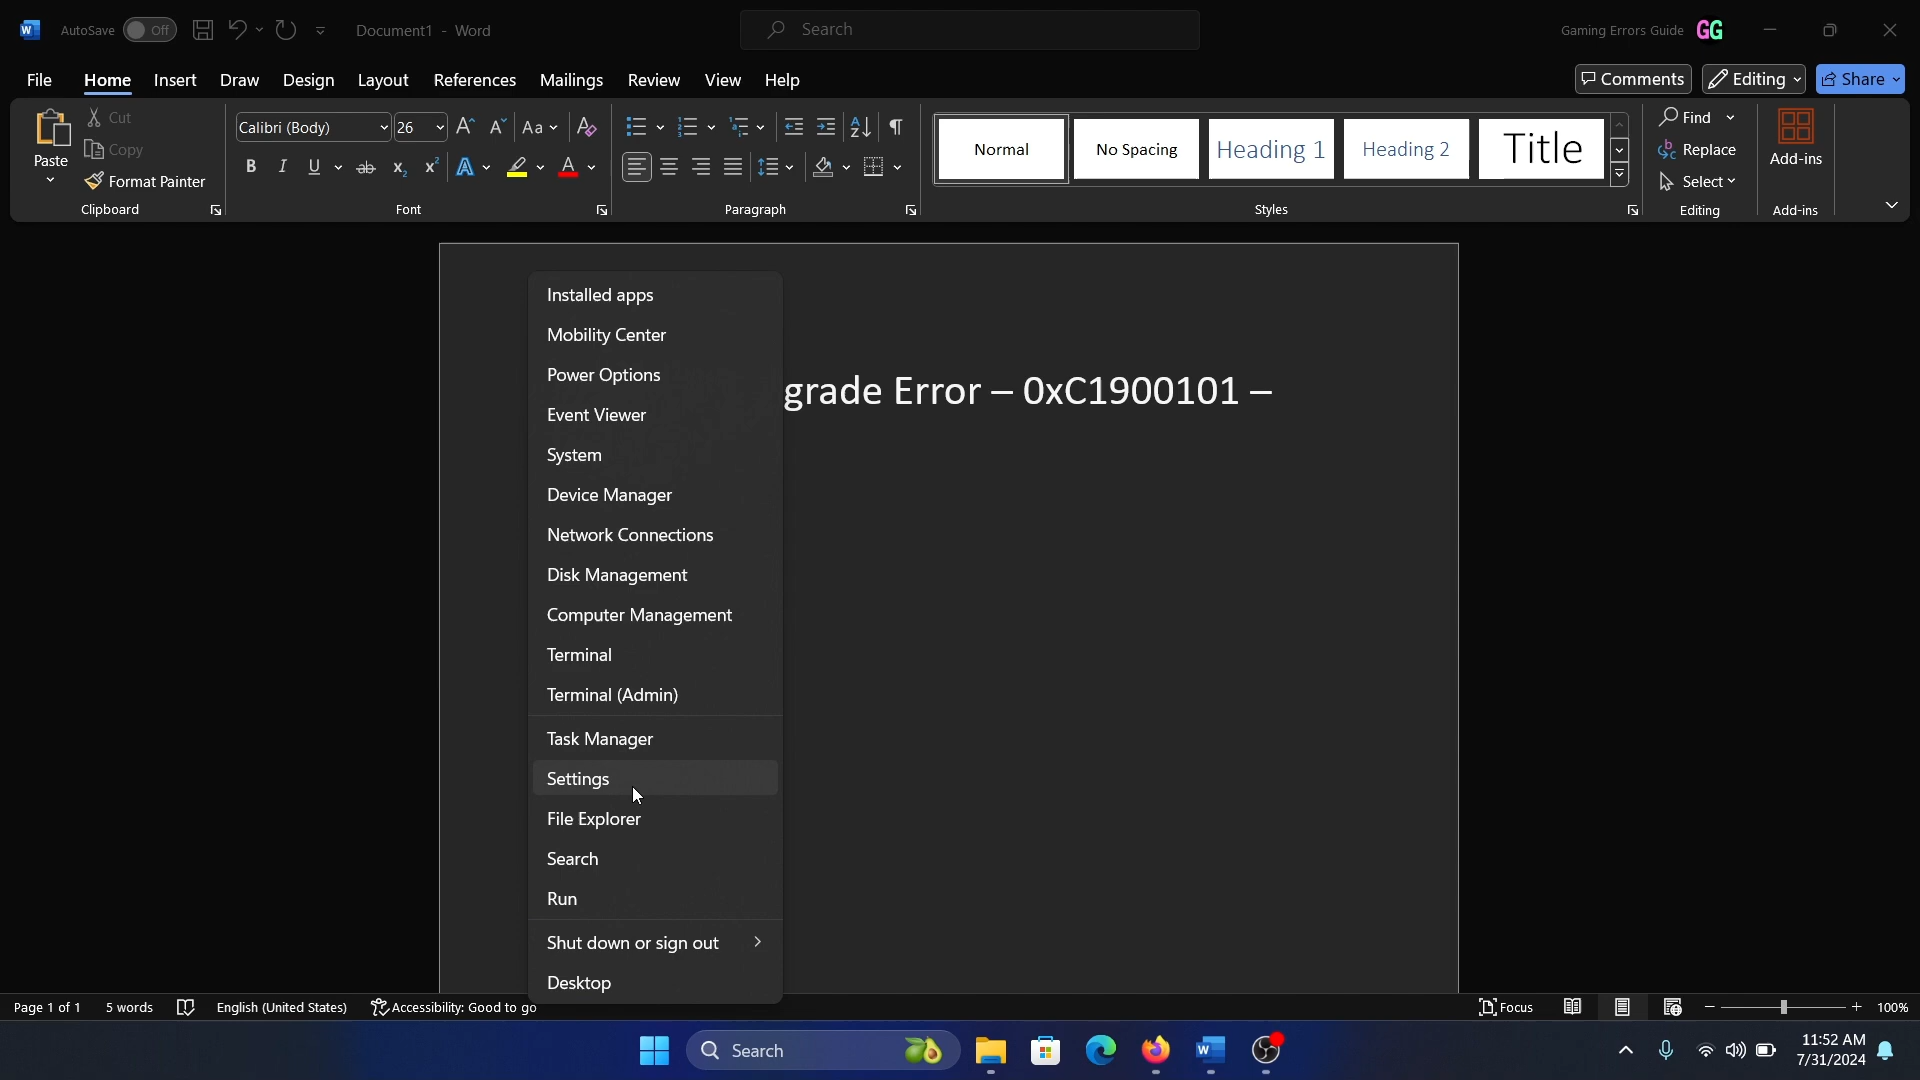 AutoSave Off Document1 - Word Search Gaming Errors Guide GG
File Home Insert Draw Design Layout References Mailings Review View Help Comments Editing Share
Paste Cut Copy Format Painter Clipboard
Calibri (Body) 26 Aa
B I U ab x₂ x² A A
Font
Paragraph
Normal No Spacing Heading 1 Heading 2 Title
Styles
Find
Replace
Select
Editing
Add-ins
Add-ins
grade Error – 0xC1900101 –
Installed apps
Mobility Center
Power Options
Event Viewer
System
Device Manager
Network Connections
Disk Management
Computer Management
Terminal
Terminal (Admin)
Task Manager
Settings
File Explorer
Search
Run
Shut down or sign out
Desktop
Page 1 of 1 5 words English (United States) Accessibility: Good to go Focus 100%
Search 11:52 AM
7/31/2024